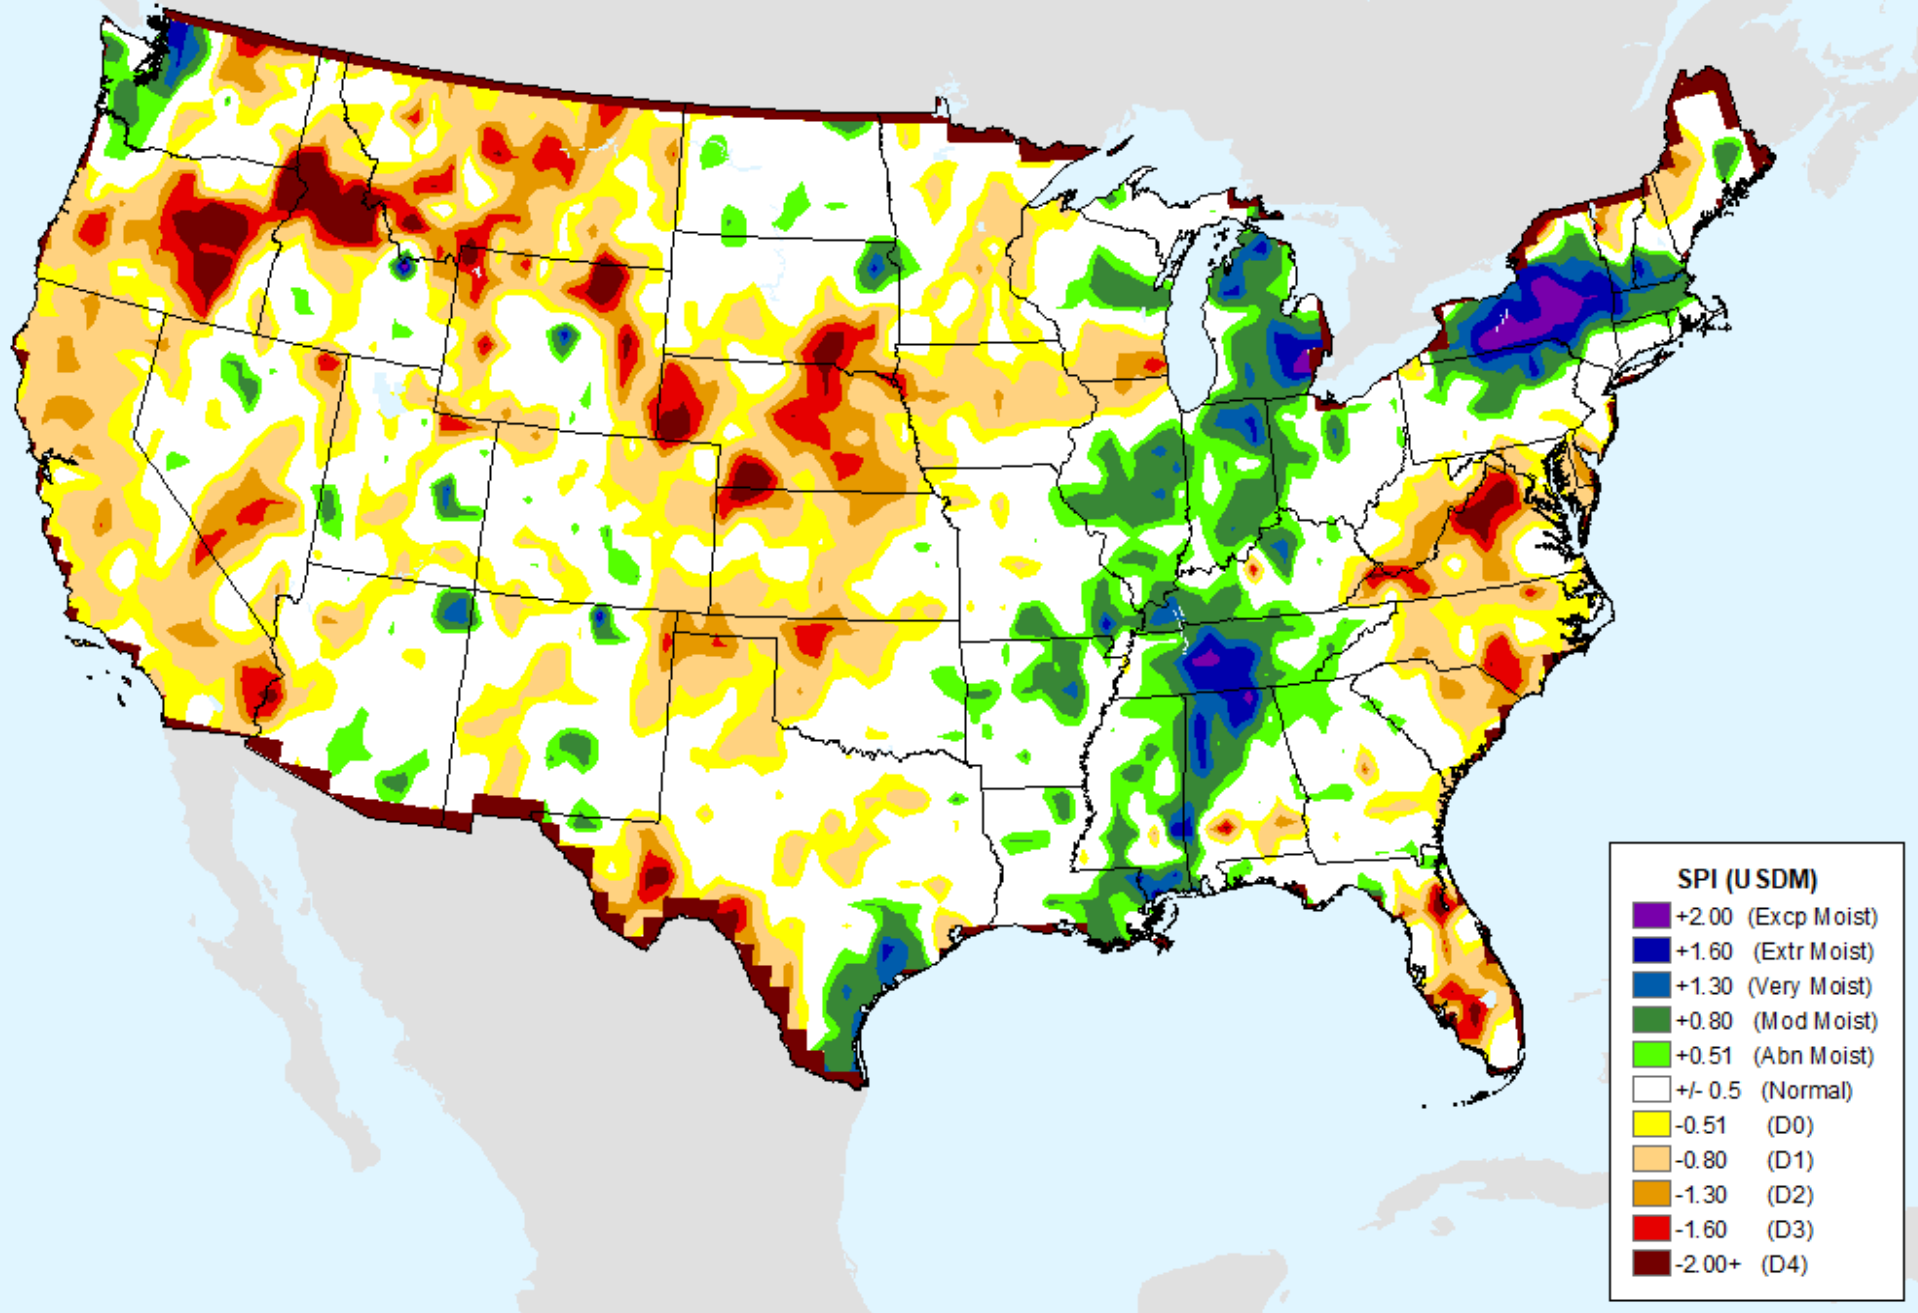 SPI (USDM)
+2.00 (Excp Moist)
+1.60 (Extr Moist)
+1.30 (Very Moist)
+0.80 (Mod Moist)
+0.51 (Abn Moist)
+/- 0.5 (Normal)
-0.51 (D0)
-0.80 (D1)
-1.30 (D2)
-1.60 (D3)
-2.00+ (D4)